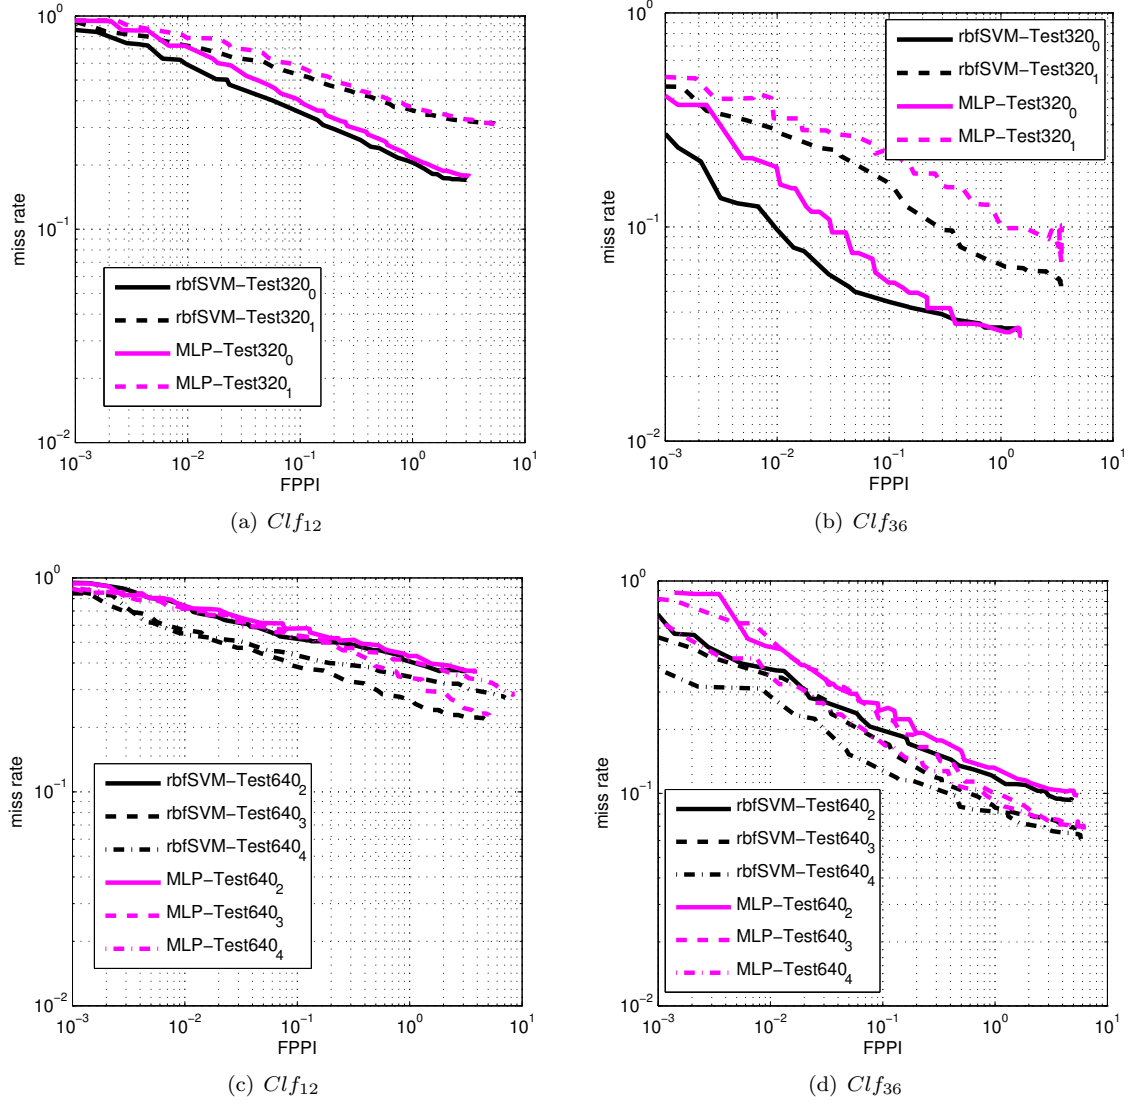 10^0
10^-1
10^-2
miss rate
10^-3
10^-2
10^-1
10^0
10^1
FPPI
rbfSVM-Test320_0
rbfSVM-Test320_1
MLP-Test320_0
MLP-Test320_1
(a) Clf_12
10^0
10^-1
10^-2
miss rate
10^-3
10^-2
10^-1
10^0
10^1
FPPI
rbfSVM-Test320_0
rbfSVM-Test320_1
MLP-Test320_0
MLP-Test320_1
(b) Clf_36
10^0
10^-1
10^-2
miss rate
10^-3
10^-2
10^-1
10^0
10^1
FPPI
rbfSVM-Test640_2
rbfSVM-Test640_3
rbfSVM-Test640_4
MLP-Test640_2
MLP-Test640_3
MLP-Test640_4
(c) Clf_12
10^0
10^-1
10^-2
miss rate
10^-3
10^-2
10^-1
10^0
10^1
FPPI
rbfSVM-Test640_2
rbfSVM-Test640_3
rbfSVM-Test640_4
MLP-Test640_2
MLP-Test640_3
MLP-Test640_4
(d) Clf_36